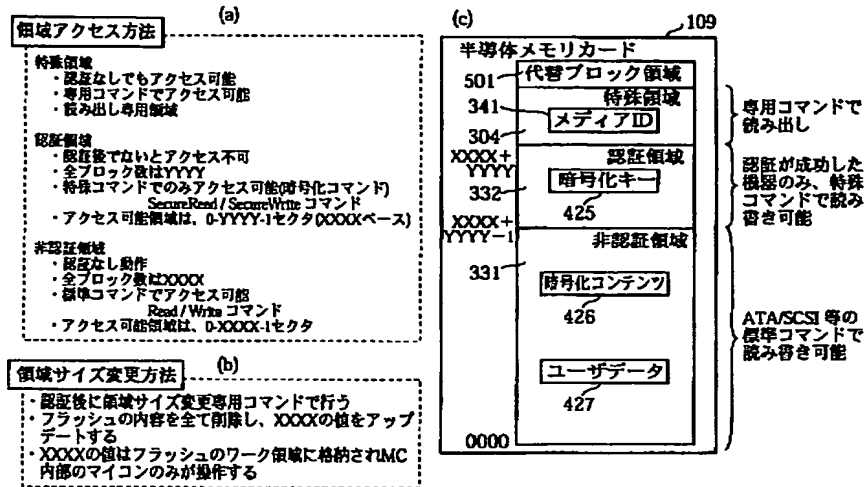 (a)
領域アクセス方法
特殊領域
・認証なしでもアクセス可能
・専用コマンドでアクセス可能
・読み出し専用領域
認証領域
・認証後でないとアクセス不可
・全ブロック数はYYYY
・特殊コマンドでのみアクセス可能(暗号化コマンド)
SecureRead / SecureWrite コマンド
・アクセス可能領域は、0-YYYY-1セクタ(XXXXベース)
非認証領域
・認証なし動作
・全ブロック数はXXXX
・標準コマンドでアクセス可能
Read / Write コマンド
・アクセス可能領域は、0-XXXX-1セクタ
(b)
領域サイズ変更方法
・認証後に領域サイズ変更専用コマンドで行う
・フラッシュの内容を全て削除し、XXXXの値をアップ
デートする
・XXXXの値はフラッシュのワーク領域に格納されMC
内部のマイコンのみが操作する
(c)
109
半導体メモリカード
501
代替ブロック領域
特殊領域
341
メディアID
304
専用コマンドで
読み出し
XXXX+
YYYY
認証領域
332
暗号化キー
425
認証が成功した
機器のみ、特殊
コマンドで読み
書き可能
XXXX+
YYYY-1
非認証領域
331
暗号化コンテンツ
426
ユーザデータ
427
ATA/SCSI 等の
標準コマンドで
読み書き可能
0000